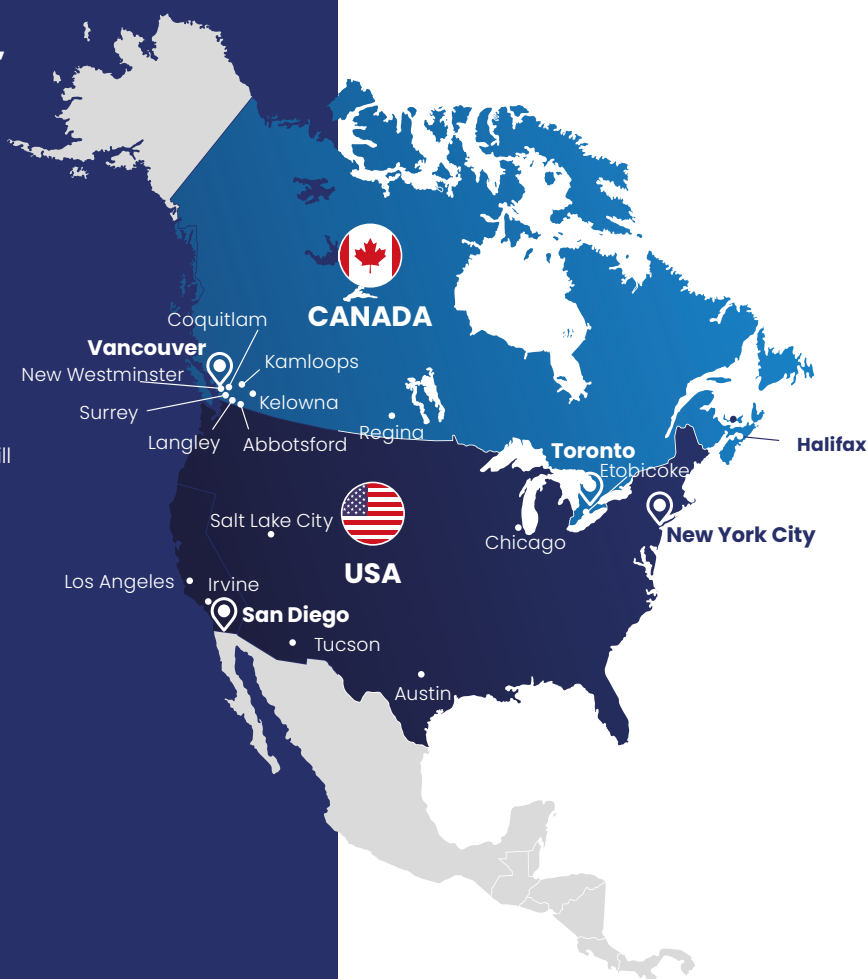 Coquitlam
CANADA
Vancouver
Kamloops
New Westminster
Kelowna
Surrey
Regina
Langley
Abbotsford
Halifax
ill
Toronto
Etobicoke
Salt Lake City
New York City
Chicago
USA
Los Angeles
Irvine
San Diego
Tucson
Austin